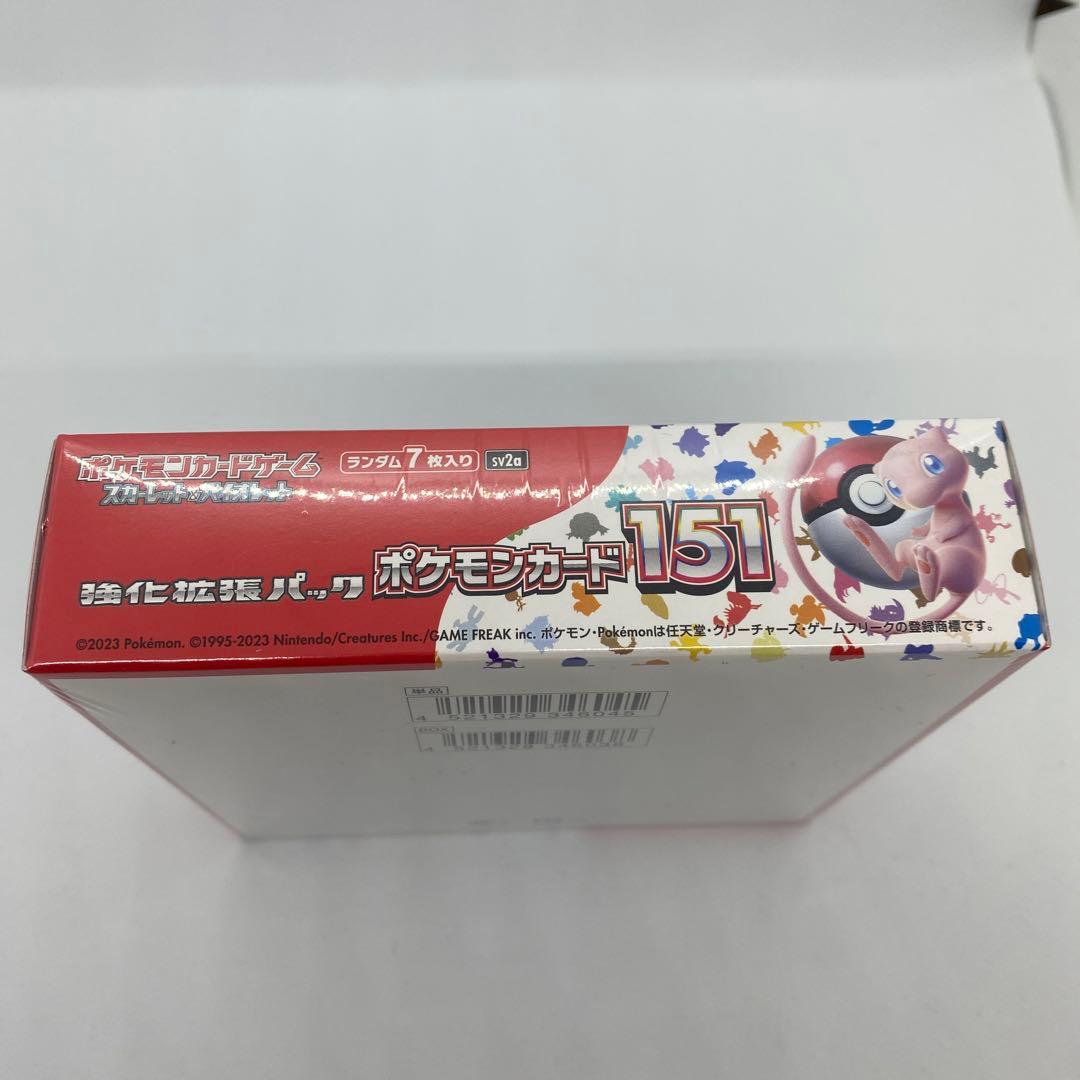 ポケモンカードゲーム
スカーレット&バイオレット
ランダム7枚入り sv2a
強化拡張パック ポケモンカード151
©2023 Pokémon. ©1995-2023 Nintendo/Creatures Inc./GAME FREAK inc. ポケモン・Pokémonは任天堂・クリーチャーズ・ゲームフリークの登録商標です。
単品
4 521329 346045
BOX